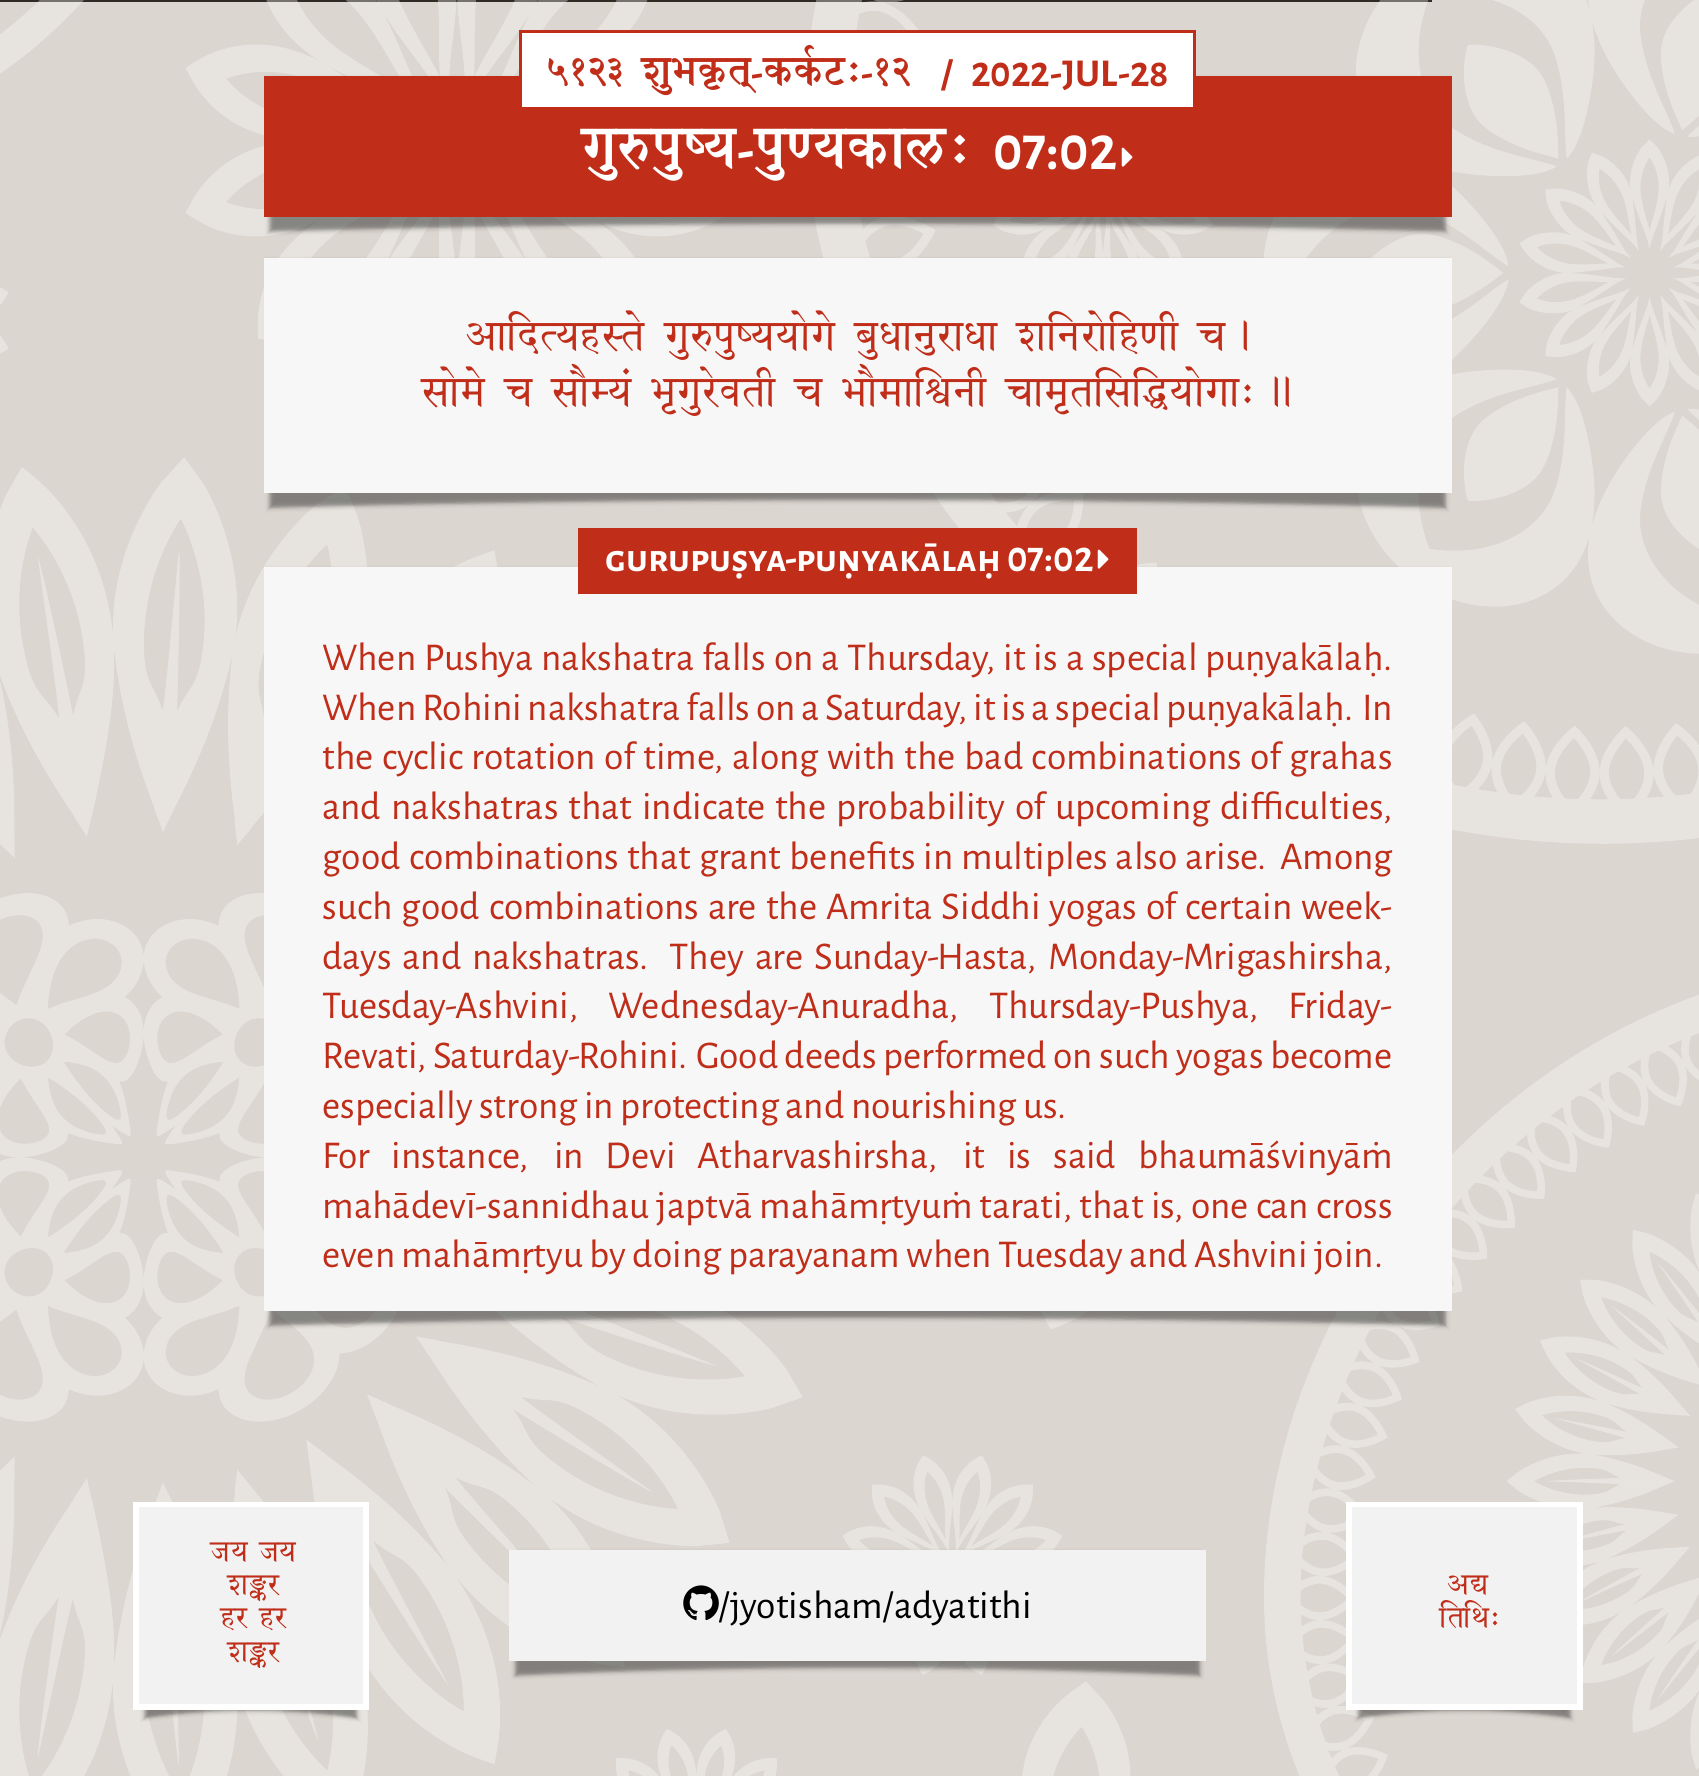 ५१२३ शुभकृत्-कर्कटः-१२ / 2022-JUL-28
गुरुपुष्य-पुण्यकालः 07:02▸
आदित्यहस्ते गुरुपुष्ययोगे बुधानुराधा शनिरोहिणी च।
सोमे च सौम्यं भृगुरेवती च भौमाश्विनी चामृतसिद्धियोगाः॥
GURUPUṢYA-PUṆYAKĀLAḤ 07:02▸
When Pushya nakshatra falls on a Thursday, it is a special puṇyakālaḥ.
When Rohini nakshatra falls on a Saturday, it is a special puṇyakālaḥ. In
the cyclic rotation of time, along with the bad combinations of grahas
and nakshatras that indicate the probability of upcoming difficulties,
good combinations that grant benefits in multiples also arise. Among
such good combinations are the Amrita Siddhi yogas of certain week-
days and nakshatras. They are Sunday-Hasta, Monday-Mrigashirsha,
Tuesday-Ashvini, Wednesday-Anuradha, Thursday-Pushya, Friday-
Revati, Saturday-Rohini. Good deeds performed on such yogas become
especially strong in protecting and nourishing us.
For instance, in Devi Atharvashirsha, it is said bhaumāśvinyāṁ
mahādevī-sannidhau japtvā mahāmṛtyuṁ tarati, that is, one can cross
even mahāmṛtyu by doing parayanam when Tuesday and Ashvini join.
जय जय
शङ्कर
हर हर
शङ्कर
/jyotisham/adyatithi
अद्य
तिथिः